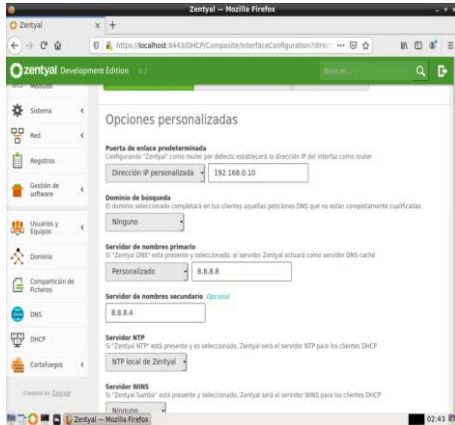 Zentyal — Mozilla Firefox
Zentyal
https://localhost:8443/DHCP/Composite/InterfaceConfiguration?direct
zentyal Development Edition 6.2
Buscar...
Módulos
Sistema
Red
Registros
Gestión de
software
Usuarios y
Equipos
Dominio
Compartición de
Ficheros
DNS
DHCP
Cortafuegos
Created by Zentyal
Opciones personalizadas
Puerta de enlace predeterminada
Configurando "Zentyal" como router por defecto establecerá la dirección IP del interfaz como router
Dirección IP personalizada 192.168.0.10
Dominio de búsqueda
El dominio seleccionado completará en tus clientes aquellas peticiones DNS que no están completamente cualificadas.
Ninguno
Servidor de nombres primario
Si "Zentyal DNS" está presente y seleccionado, el servidor Zentyal actuará como servidor DNS caché
Personalizado 8.8.8.8
Servidor de nombres secundario Opcional
8.8.8.4
Servidor NTP
Si "Zentyal NTP" está presente y es seleccionado, Zentyal será el servidor NTP para los clientes DHCP
NTP local de Zentyal
Servidor WINS
Si "Zentyal Samba" está presente y seleccionado, Zentyal será el servidor WINS para los clientes DHCP
Ninguno
Zentyal — Mozilla Firefox
02:43